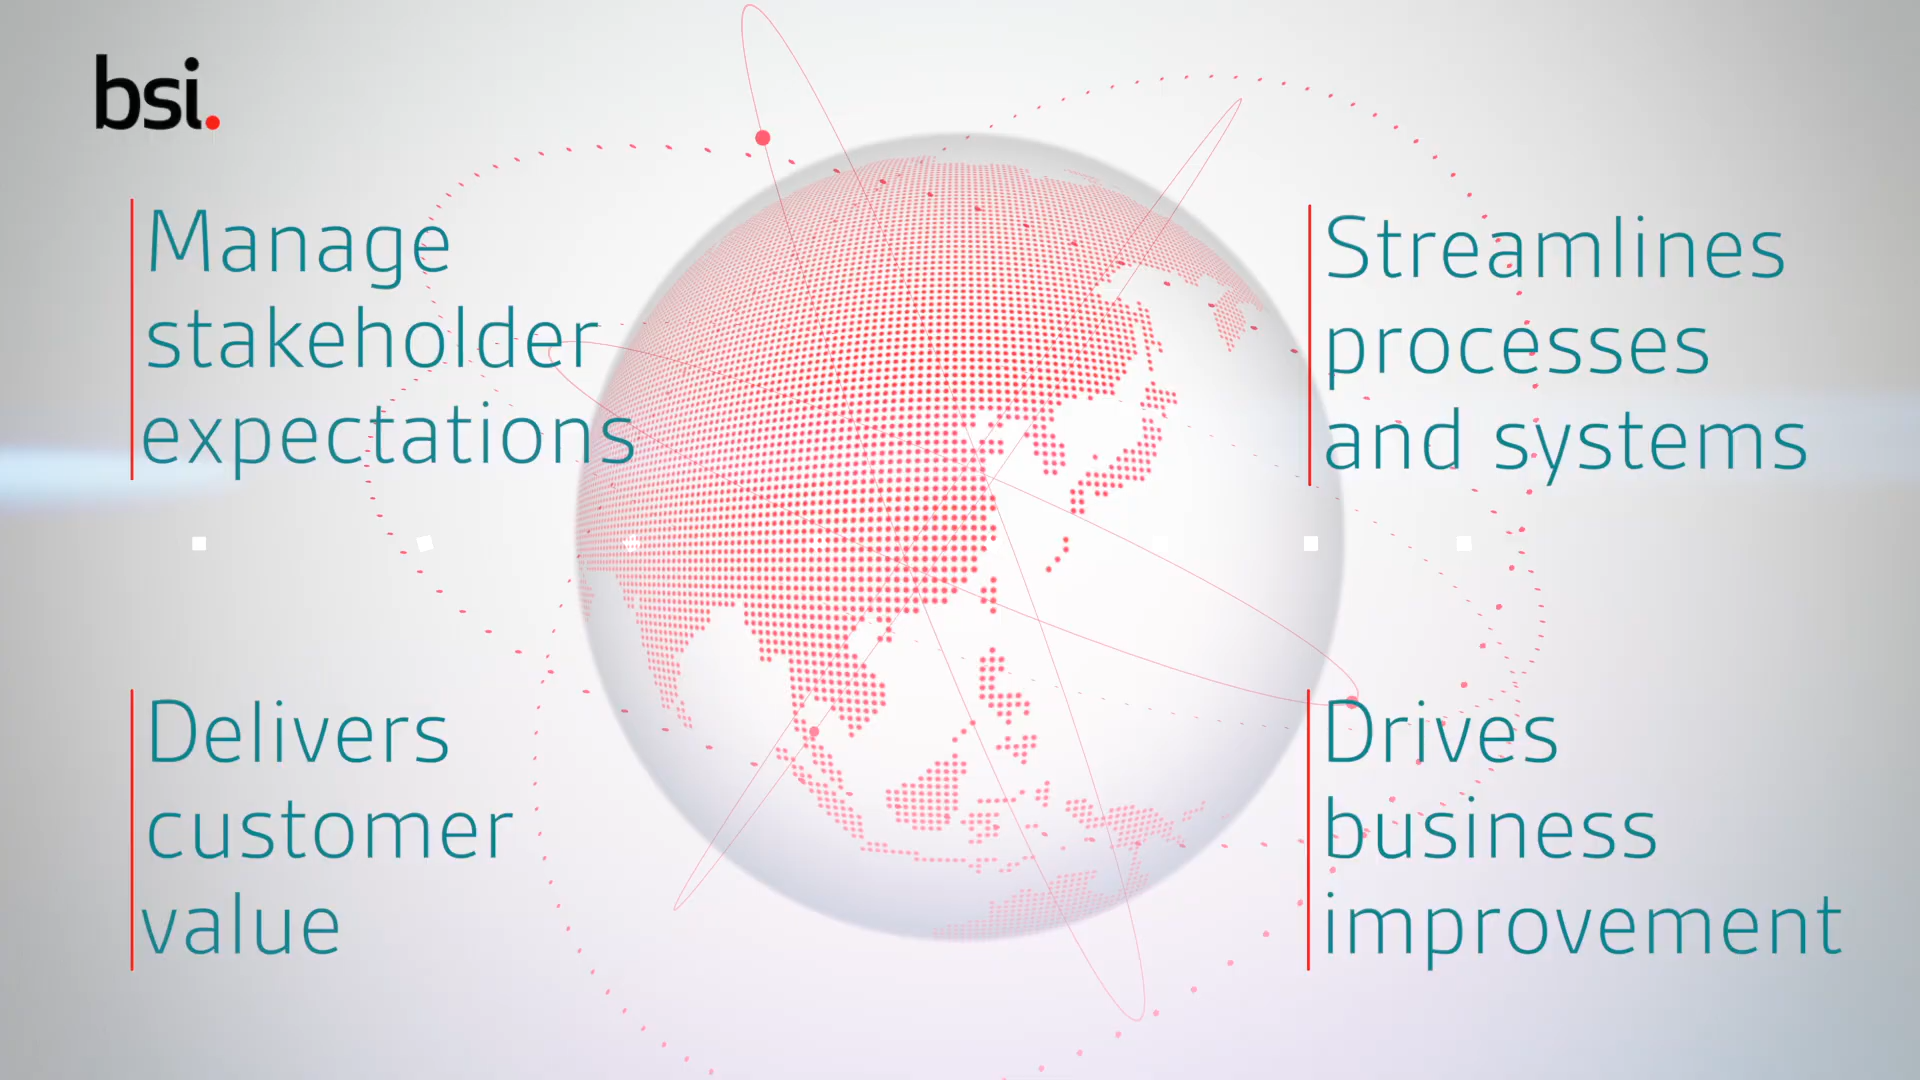 bsi.
Manage
stakeholder
expectations
Streamlines
processes
and systems
Delivers
customer
value
Drives
business
improvement